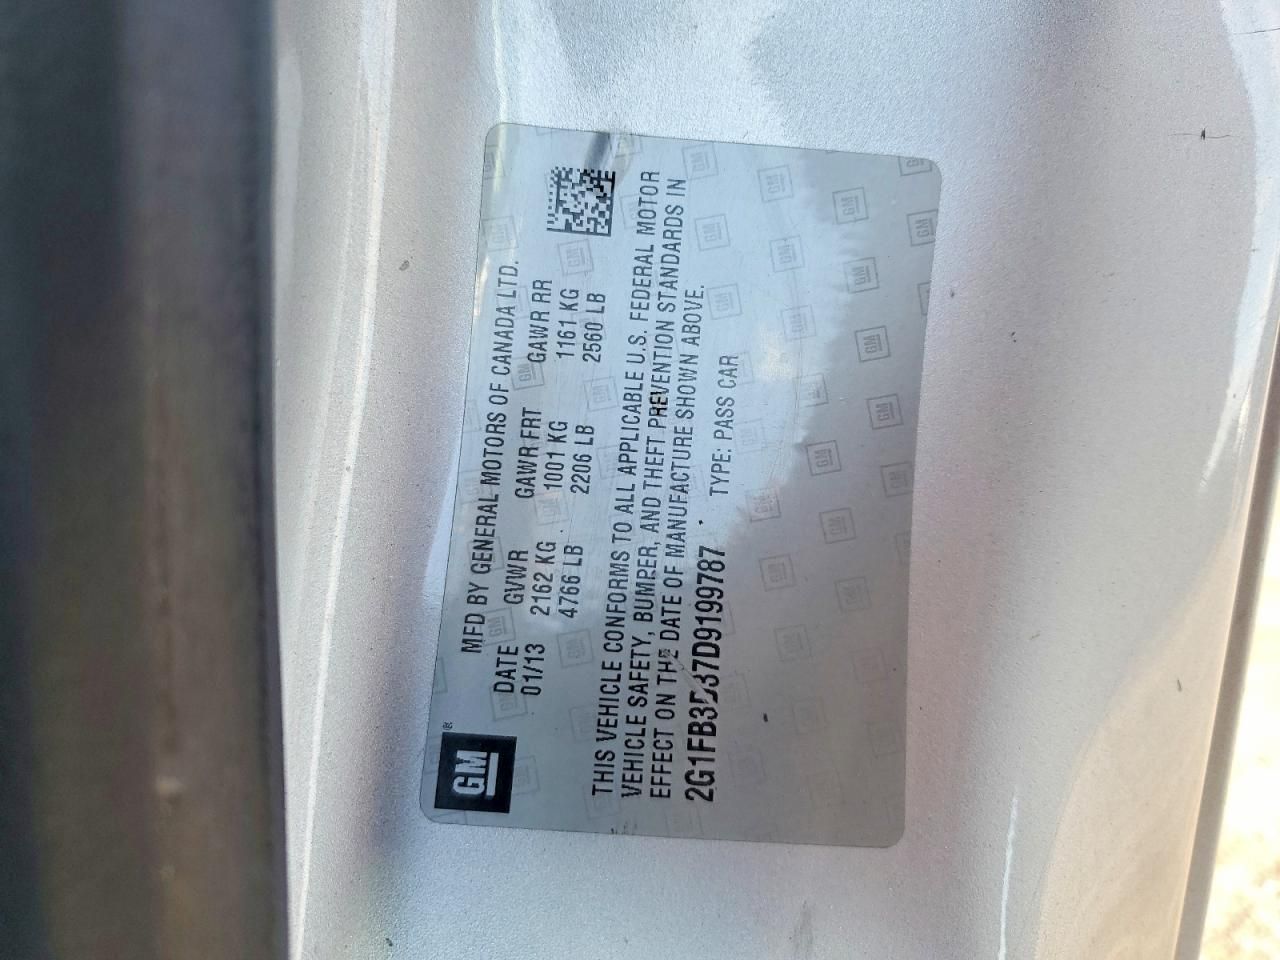 GM
®
MFD BY GENERAL MOTORS OF CANADA LTD.
DATE GVWR GAWR FRT GAWR RR
01/13 2162 KG 1001 KG 1161 KG
4766 LB 2206 LB 2560 LB
THIS VEHICLE CONFORMS TO ALL APPLICABLE U.S. FEDERAL MOTOR
VEHICLE SAFETY, BUMPER, AND THEFT PREVENTION STANDARDS IN
EFFECT ON THE DATE OF MANUFACTURE SHOWN ABOVE.
2G1FB3D37D9199787 TYPE: PASS CAR